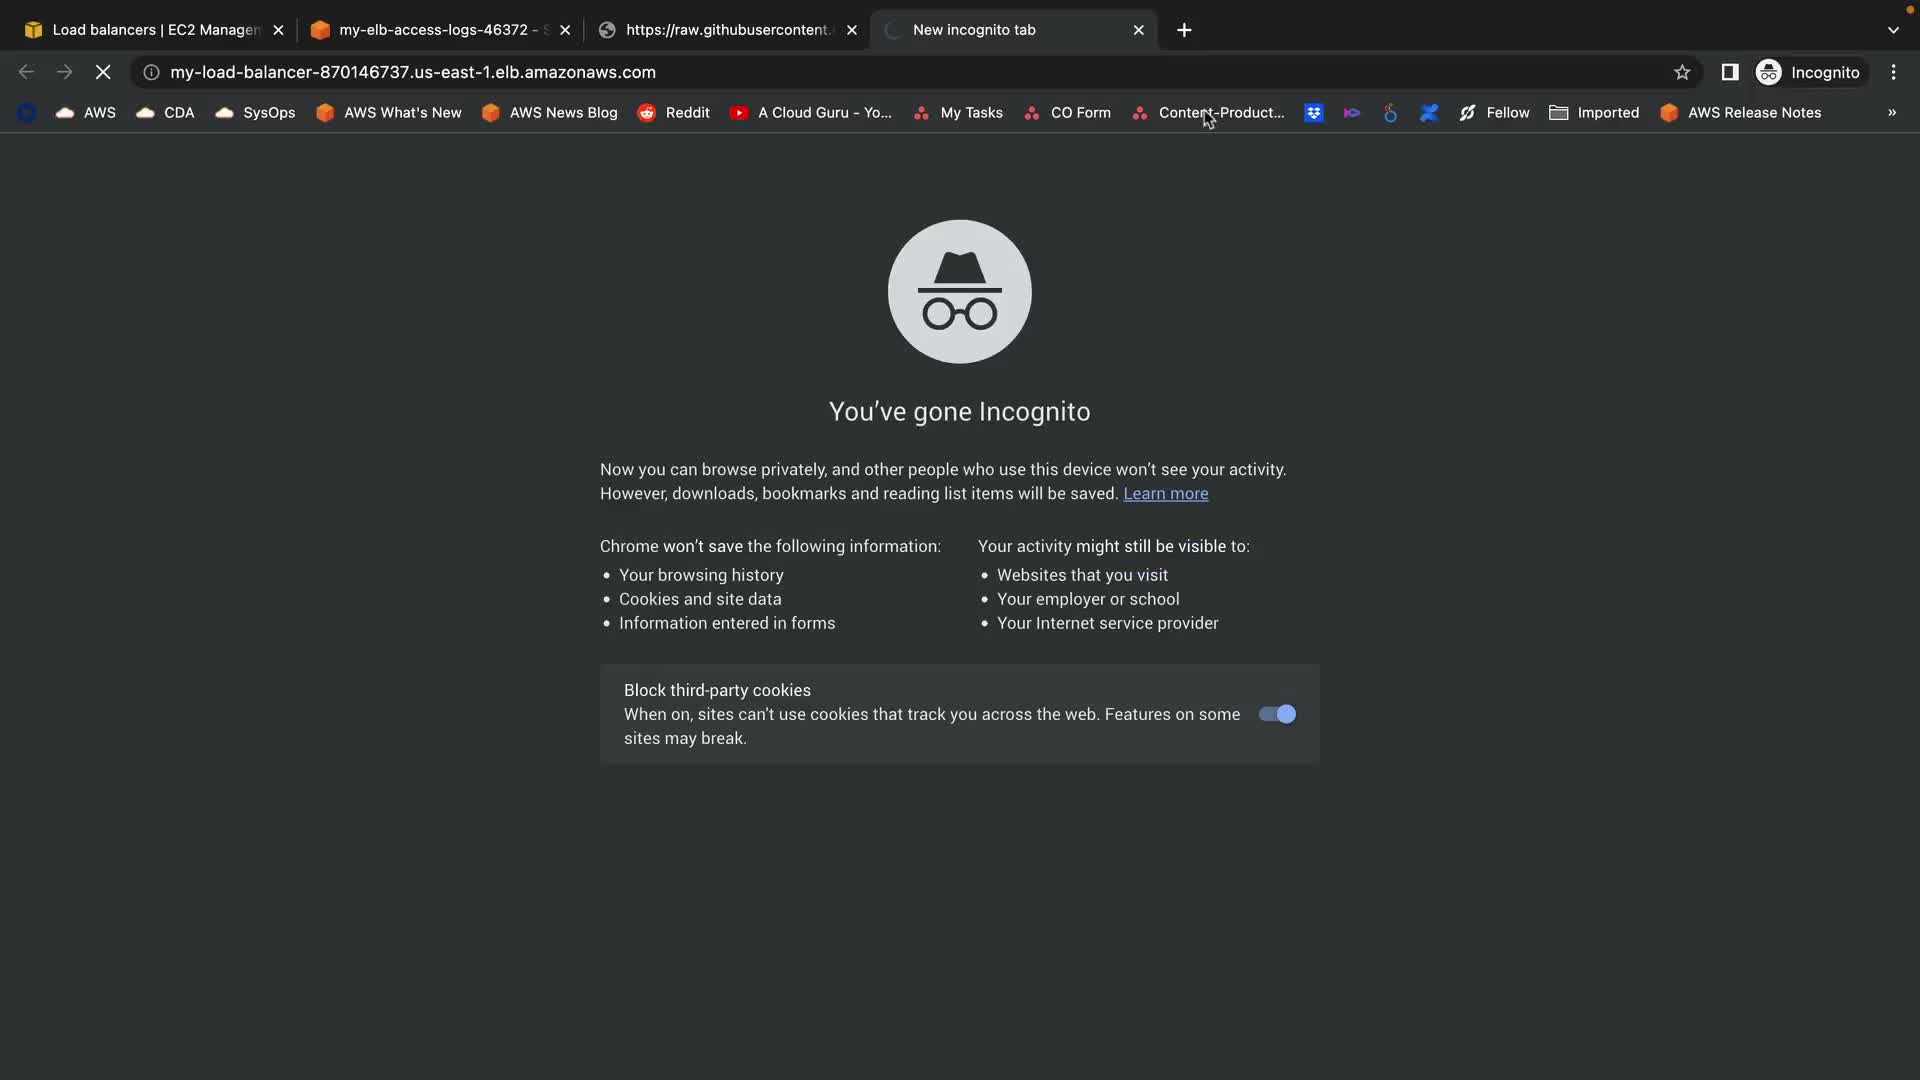 Load balancers | EC2 Managen
my-elb-access-logs-46372 - S
https://raw.githubusercontent.
New incognito tab
my-load-balancer-870146737.us-east-1.elb.amazonaws.com
Incognito
AWS
CDA
SysOps
AWS What's New
AWS News Blog
Reddit
A Cloud Guru - Yo...
My Tasks
CO Form
Content-Product...
Fellow
Imported
AWS Release Notes
»
You've gone Incognito
Now you can browse privately, and other people who use this device won't see your activity.
However, downloads, bookmarks and reading list items will be saved. Learn more
Chrome won't save the following information:
• Your browsing history
• Cookies and site data
• Information entered in forms
Your activity might still be visible to:
• Websites that you visit
• Your employer or school
• Your Internet service provider
Block third-party cookies
When on, sites can't use cookies that track you across the web. Features on some
sites may break.